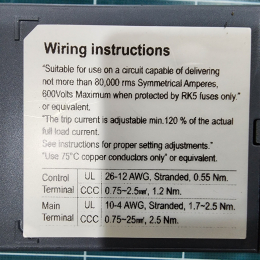 Wiring instructions
"Suitable for use on a circuit capable of delivering
not more than 80,000 rms Symmetrical Amperes,
600Volts Maximum when protected by RK5 fuses only."
or equivalent.
"The trip current is adjustable min.120 % of the actual
full load current.
See instructions for proper setting adjustments."
"Use 75°C copper conductors only" or equivalent.
Control Terminal UL 26-12 AWG, Stranded, 0.55 Nm.
CCC 0.75~2.5㎟, 1.2 Nm.
Main Terminal UL 10-4 AWG, Stranded, 1.7~2.5 Nm.
CCC 0.75~25㎟, 2.5 Nm.